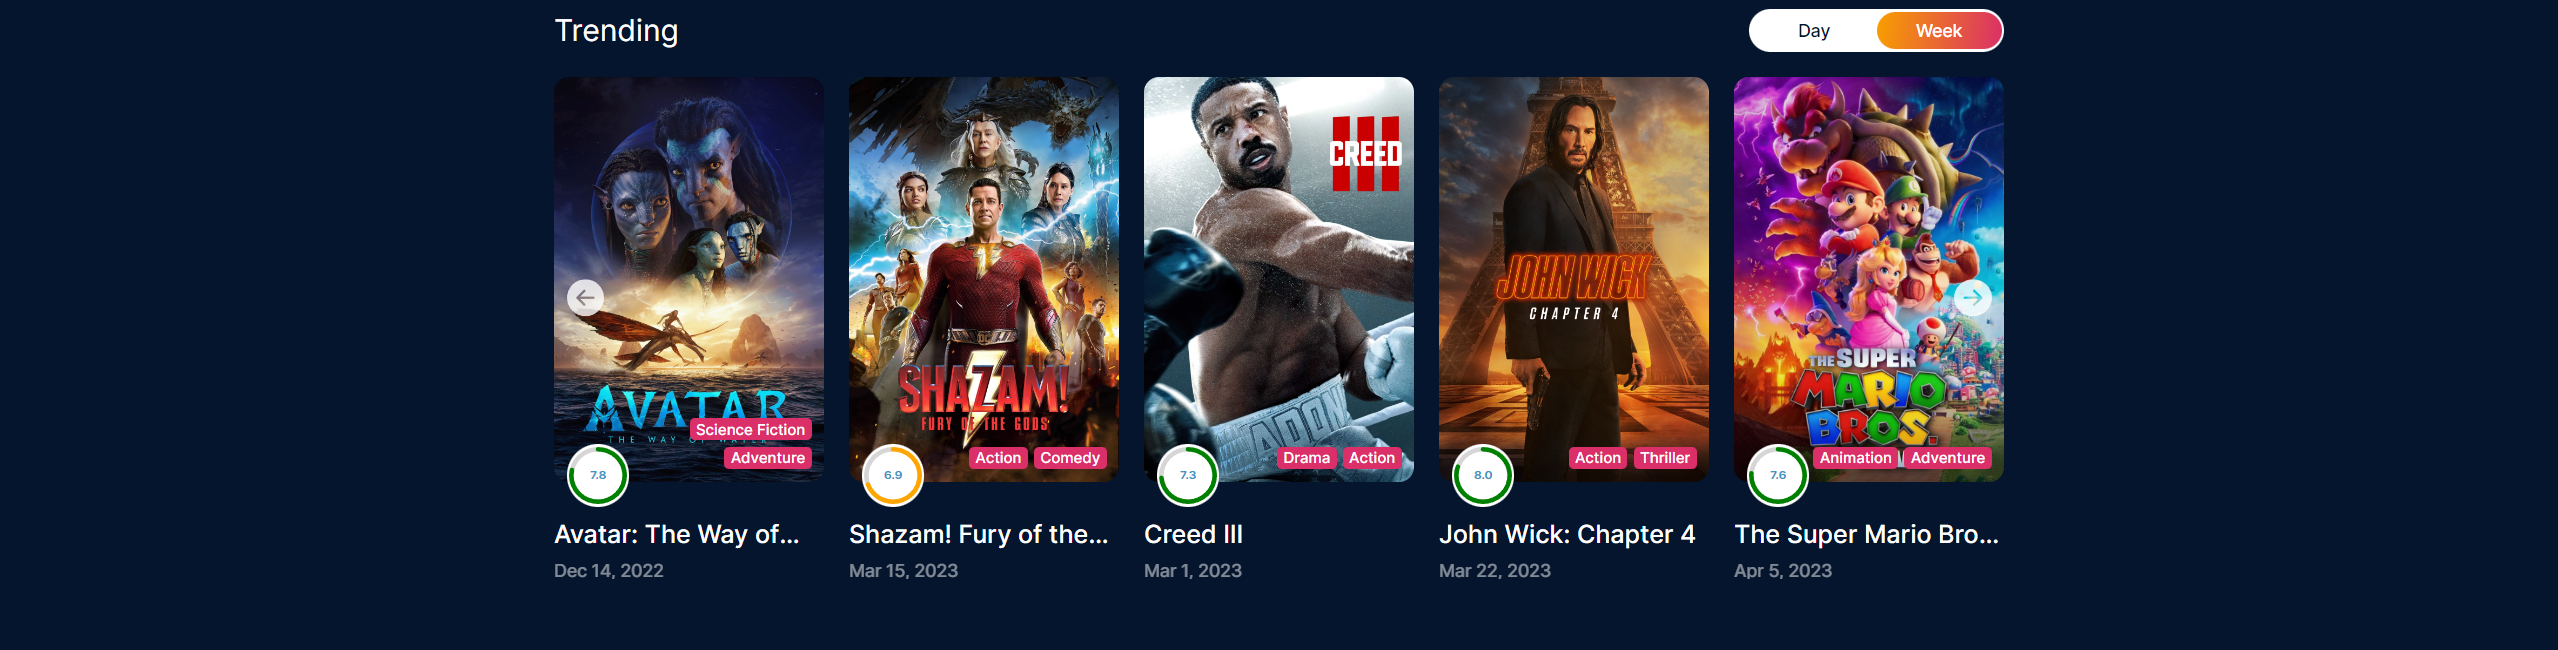 Trending
Day
Week
AVATAR
THE WAY OF WATER
Science Fiction
Adventure
7.8
Avatar: The Way of...
Dec 14, 2022
SHAZAM!
FURY OF THE GODS
Action
Comedy
6.9
Shazam! Fury of the...
Mar 15, 2023
CREED
III
ADON
Drama
Action
7.3
Creed III
Mar 1, 2023
JOHN WICK
CHAPTER 4
Action
Thriller
8.0
John Wick: Chapter 4
Mar 22, 2023
THE SUPER
MARIO
BROS.
Animation
Adventure
7.6
The Super Mario Bro...
Apr 5, 2023